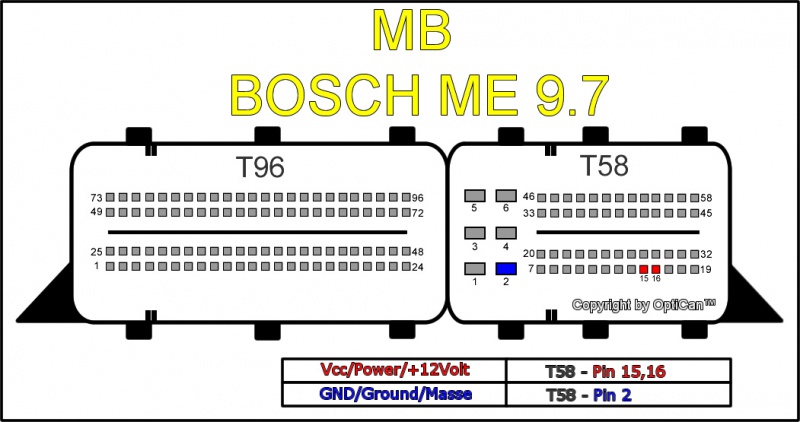 MB
BOSCH ME 9.7
T96
T58
73
96
49
72
25
48
1
24
5
6
3
4
1
2
46
58
33
45
20
32
7
19
15
16
Copyright by OptiCan™
Vcc/Power/+12Volt
T58 - Pin 15,16
GND/Ground/Masse
T58 - Pin 2